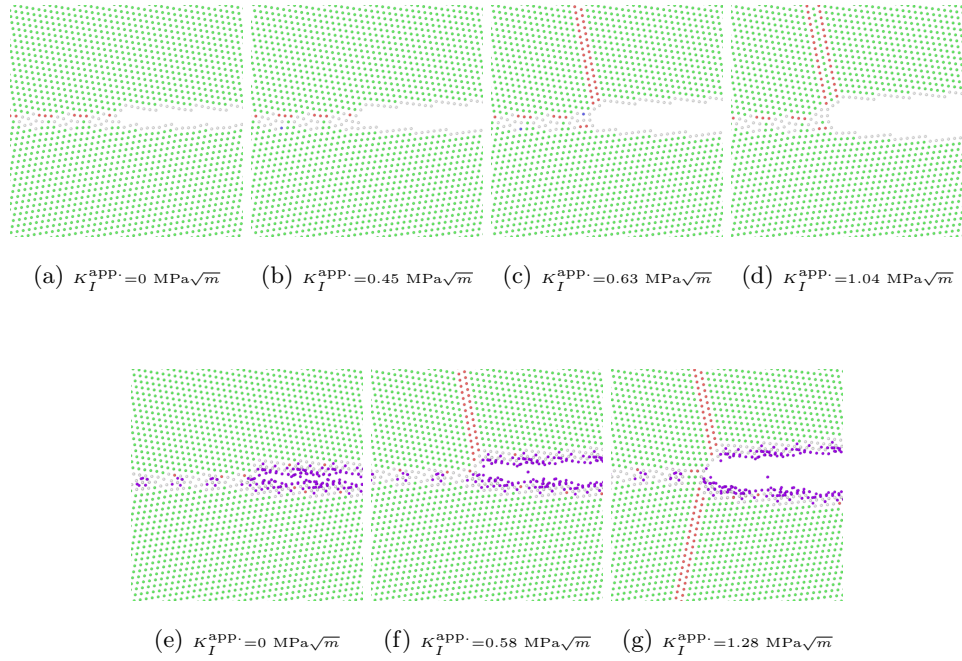 (a) K_I^app.=0 MPa√m (b) K_I^app.=0.45 MPa√m (c) K_I^app.=0.63 MPa√m (d) K_I^app.=1.04 MPa√m
(e) K_I^app.=0 MPa√m (f) K_I^app.=0.58 MPa√m (g) K_I^app.=1.28 MPa√m